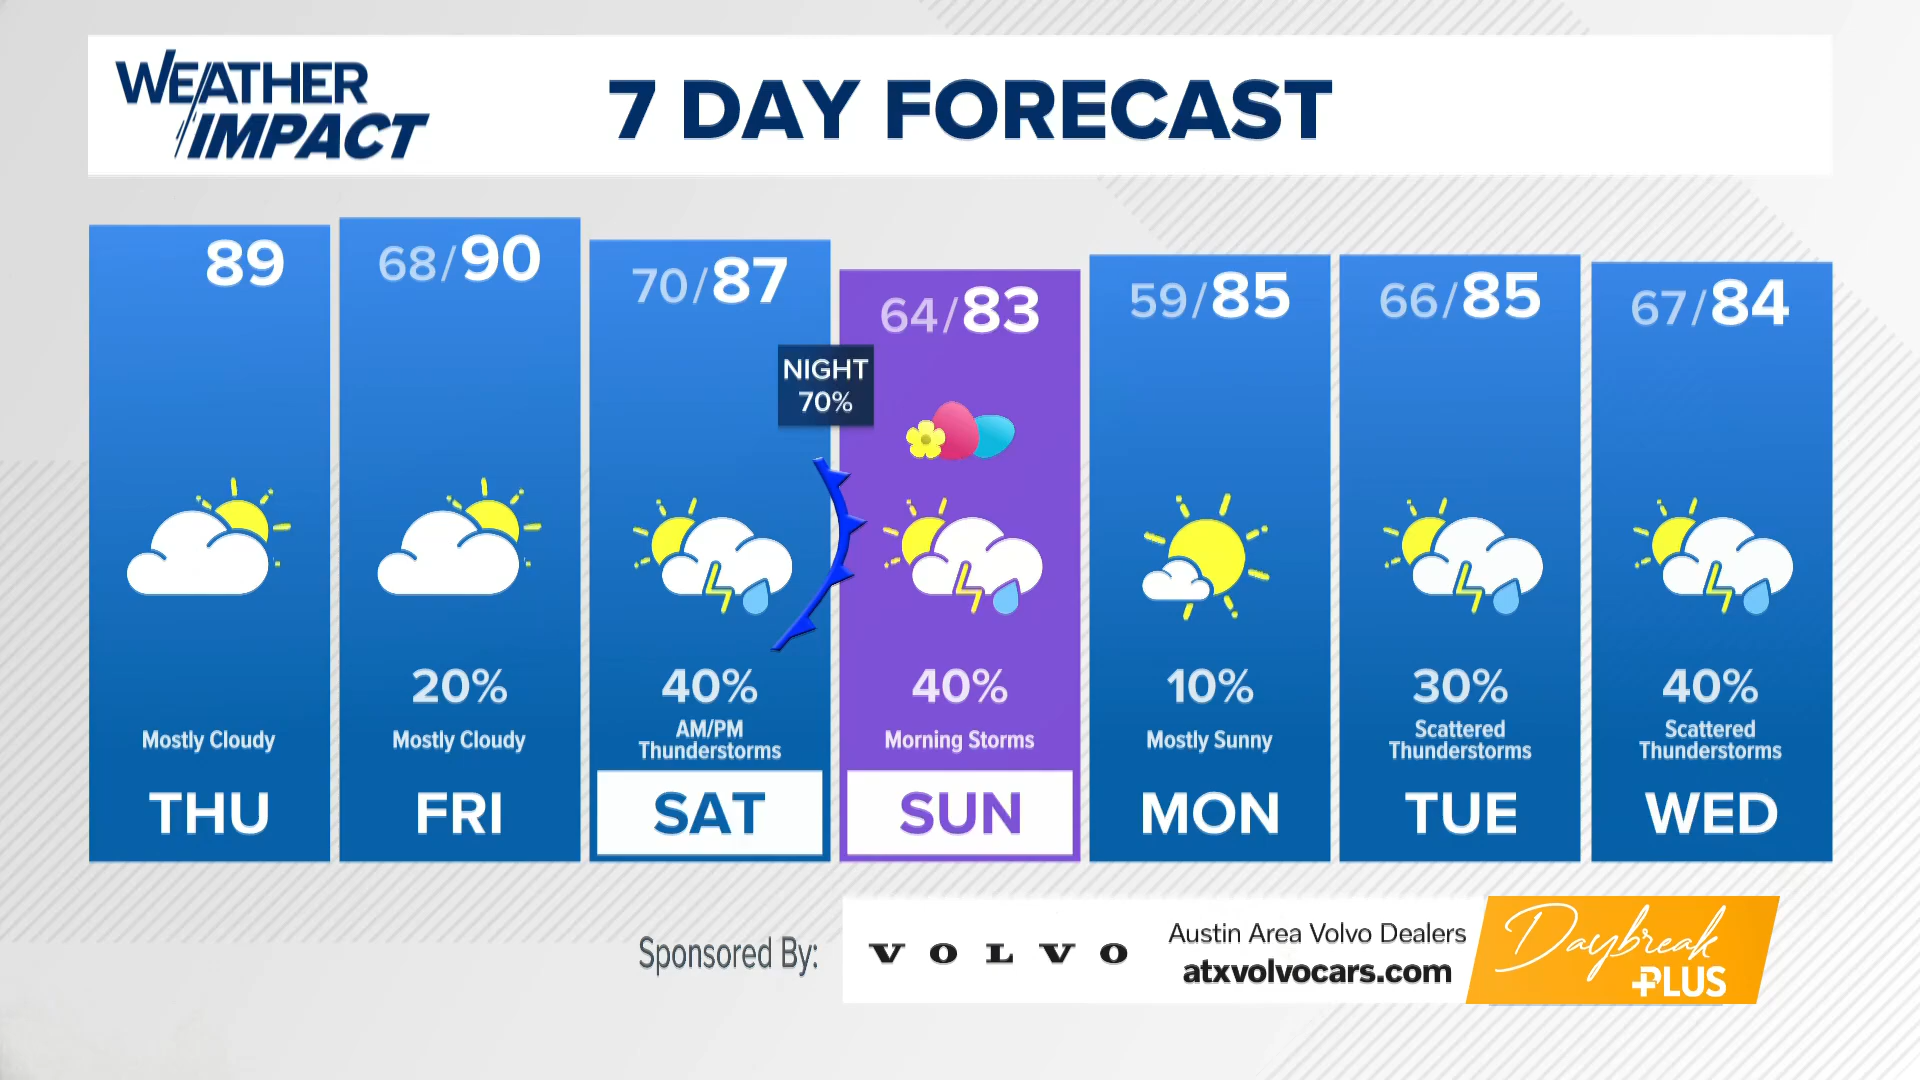 WEATHER
IMPACT
7 DAY FORECAST
89
Mostly Cloudy
THU
68/90
20%
Mostly Cloudy
FRI
70/87
40%
AM/PM
Thunderstorms
SAT
NIGHT
70%
64/83
40%
Morning Storms
SUN
59/85
10%
Mostly Sunny
MON
66/85
30%
Scattered
Thunderstorms
TUE
67/84
40%
Scattered
Thunderstorms
WED
Sponsored By:
VOLVO
Austin Area Volvo Dealers
atxvolvocars.com
Daybreak
PLUS